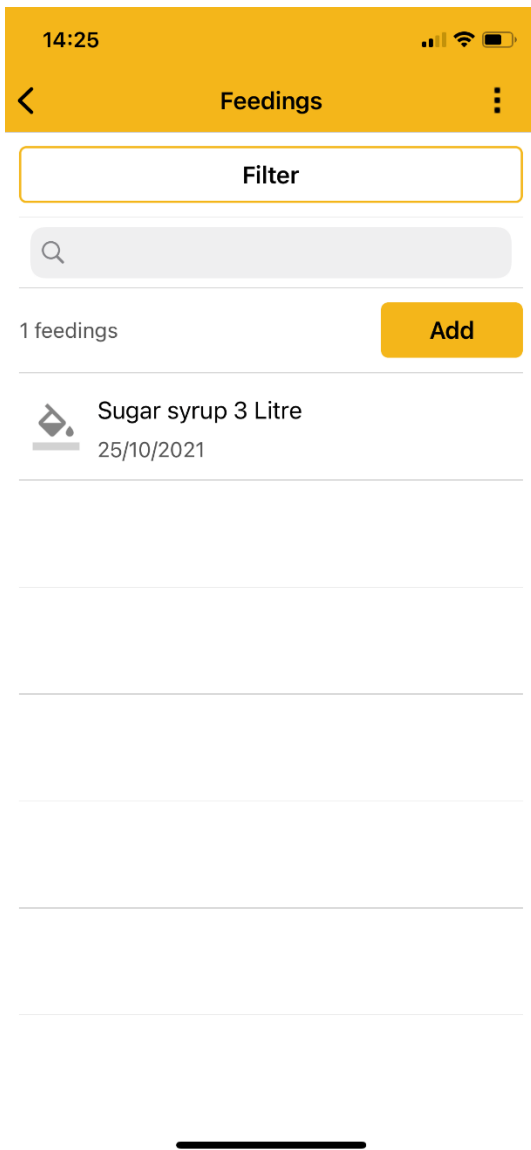 14:25
Feedings
Filter
1 feedings
Add
Sugar syrup 3 Litre
25/10/2021